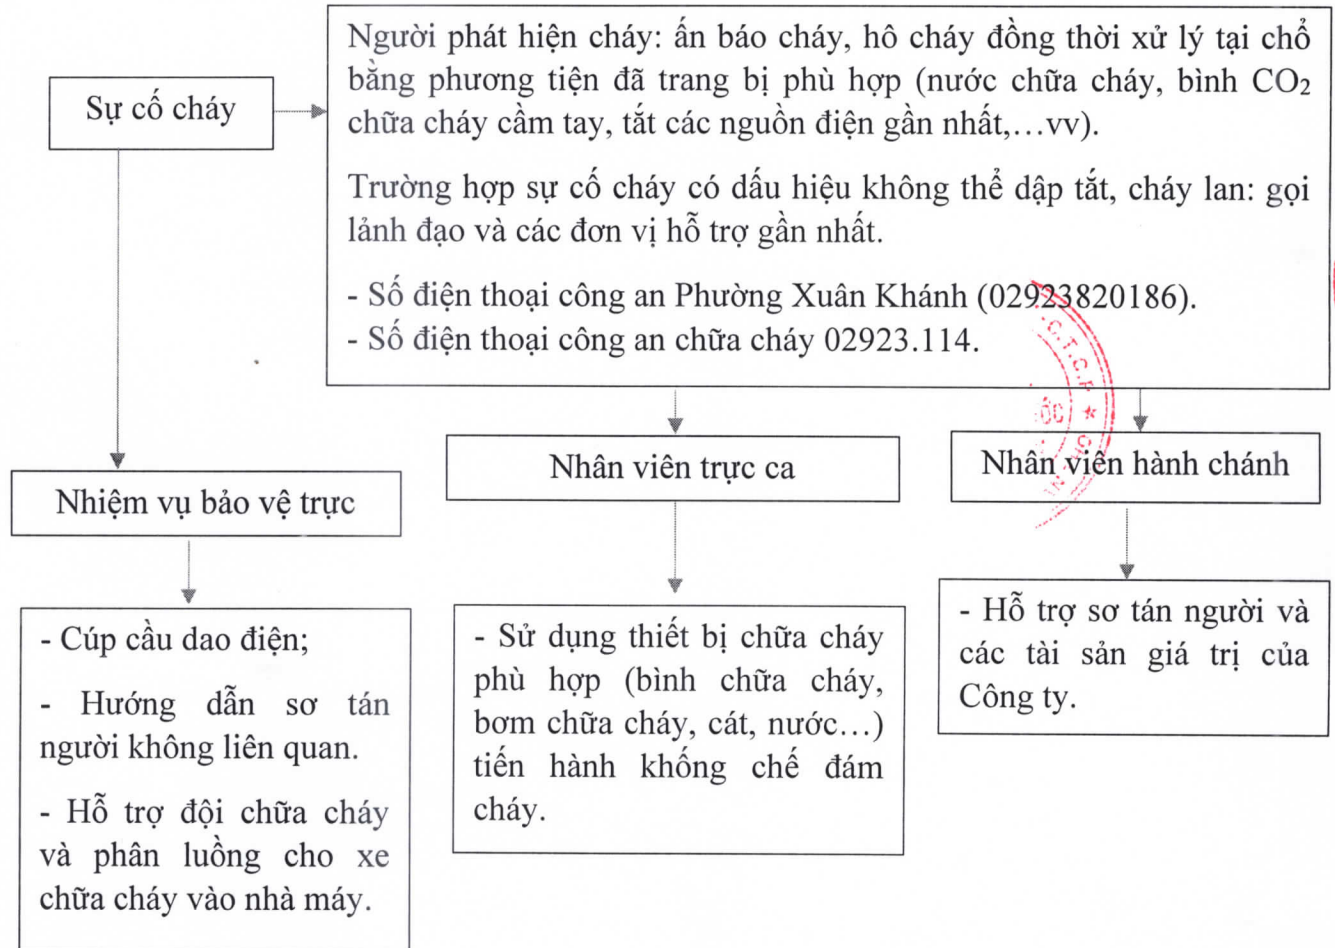 Người phát hiện cháy: ấn báo cháy, hô cháy đồng thời xử lý tại chổ
bằng phương tiện đã trang bị phù hợp (nước chữa cháy, bình CO₂
chữa cháy cầm tay, tắt các nguồn điện gần nhất,…vv).
Sự cố cháy
Trường hợp sự cố cháy có dấu hiệu không thể dập tắt, cháy lan: gọi
lảnh đạo và các đơn vị hỗ trợ gần nhất.
- Số điện thoại công an Phường Xuân Khánh (02923820186).
- Số điện thoại công an chữa cháy 02923.114.
C.T.C.P
Nhiệm vụ bảo vệ trực
Nhân viên trực ca
Nhân viên hành chánh
- Cúp cầu dao điện;
- Hướng dẫn sơ tán
người không liên quan.
- Hỗ trợ đội chữa cháy
và phân luồng cho xe
chữa cháy vào nhà máy.
- Sử dụng thiết bị chữa cháy
phù hợp (bình chữa cháy,
bơm chữa cháy, cát, nước…)
tiến hành khống chế đám
cháy.
- Hỗ trợ sơ tán người và
các tài sản giá trị của
Công ty.